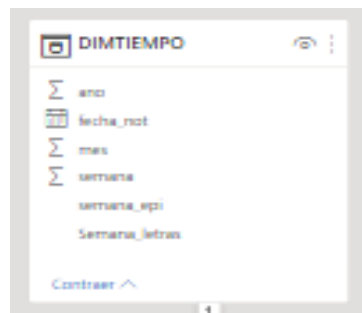 DIMTIEMPO
ano
fecha_not
mes
semana
semana_epi
Semana_letras
Contraer
1